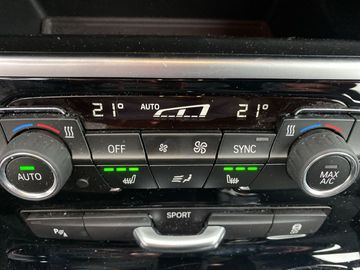 21° AUTO 21°
OFF SYNC
AUTO MAX A/C
SPORT
P